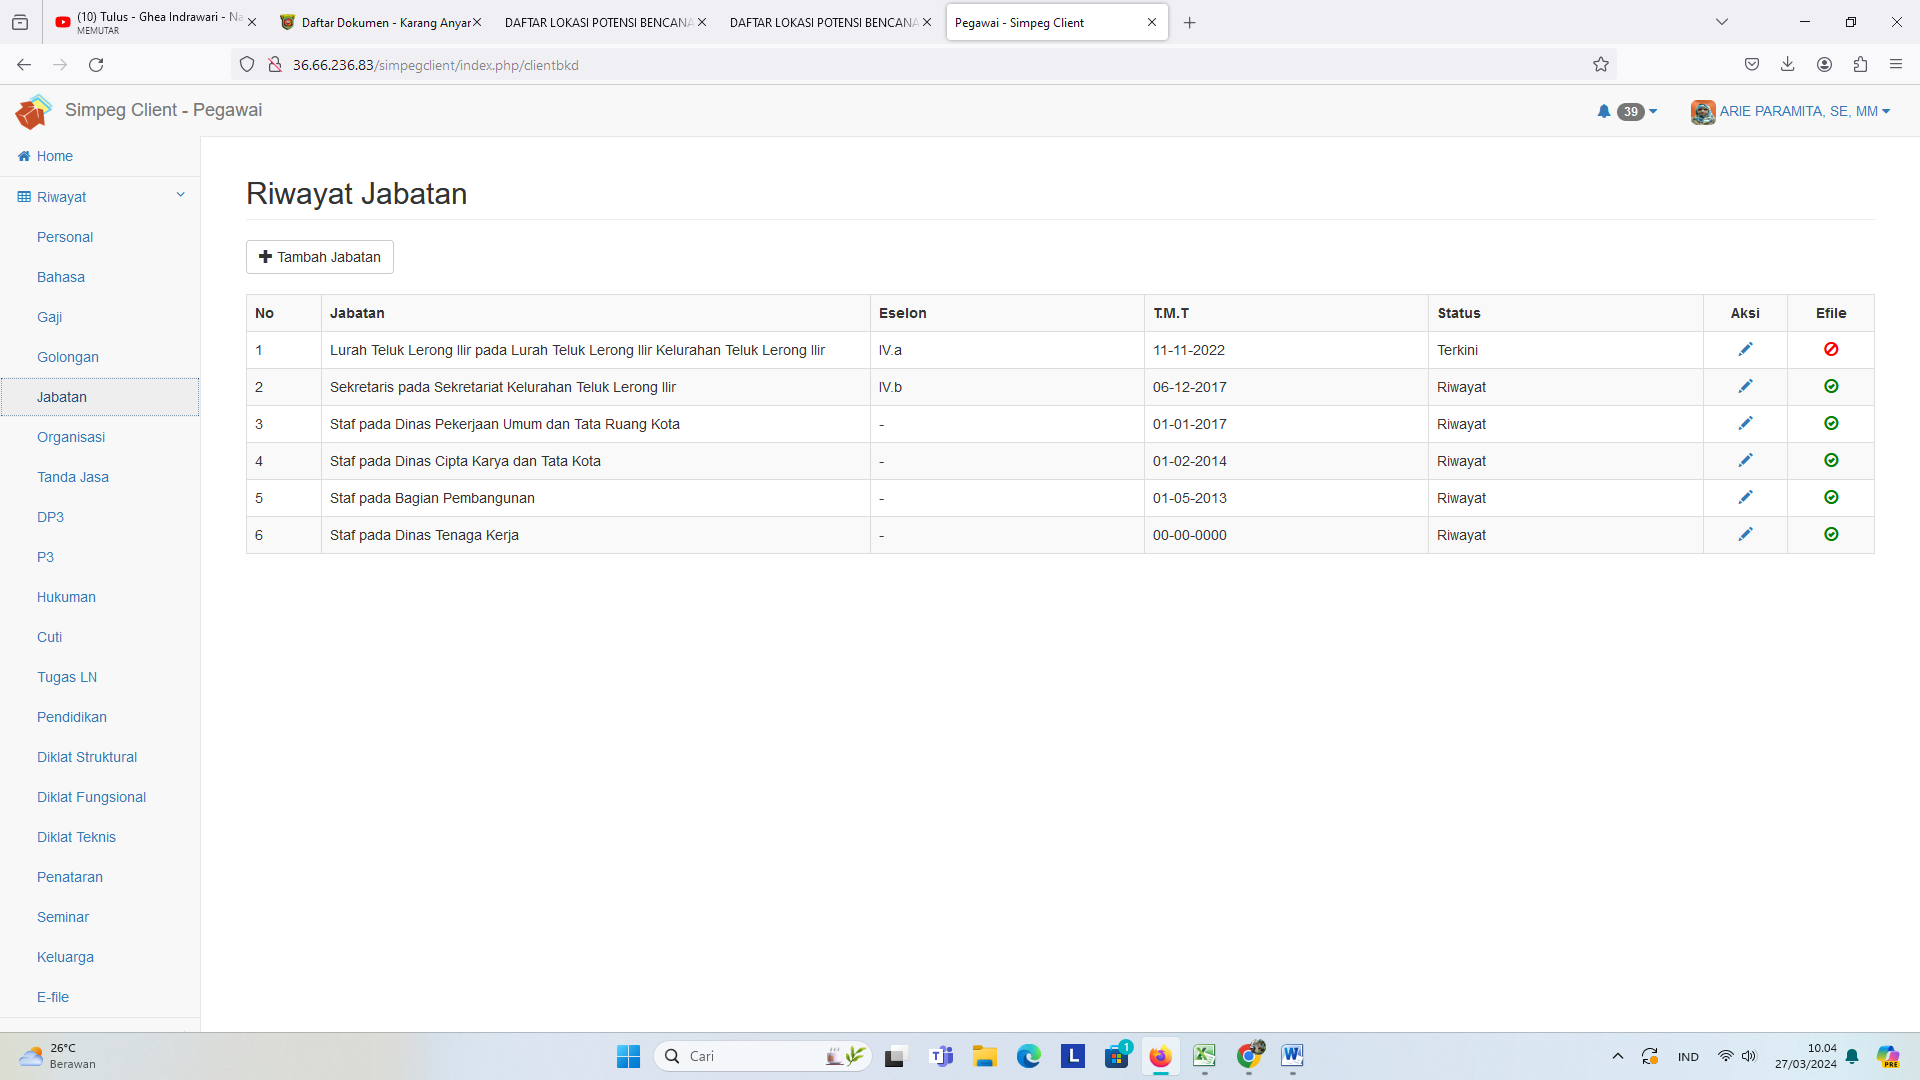 (10) Tulus - Ghea Indrawari - Na
MEMUTAR
Daftar Dokumen - Karang Anyar
DAFTAR LOKASI POTENSI BENCANA
DAFTAR LOKASI POTENSI BENCANA
Pegawai - Simpeg Client
36.66.236.83/simpegclient/index.php/clientbkd
Simpeg Client - Pegawai
39
ARIE PARAMITA, SE, MM
Home
Riwayat
Personal
Bahasa
Gaji
Golongan
Jabatan
Organisasi
Tanda Jasa
DP3
P3
Hukuman
Cuti
Tugas LN
Pendidikan
Diklat Struktural
Diklat Fungsional
Diklat Teknis
Penataran
Seminar
Keluarga
E-file
Riwayat Jabatan
Tambah Jabatan
No Jabatan Eselon T.M.T Status Aksi Efile
1 Lurah Teluk Lerong Ilir pada Lurah Teluk Lerong Ilir Kelurahan Teluk Lerong Ilir IV.a 11-11-2022 Terkini
2 Sekretaris pada Sekretariat Kelurahan Teluk Lerong Ilir IV.b 06-12-2017 Riwayat
3 Staf pada Dinas Pekerjaan Umum dan Tata Ruang Kota - 01-01-2017 Riwayat
4 Staf pada Dinas Cipta Karya dan Tata Kota - 01-02-2014 Riwayat
5 Staf pada Bagian Pembangunan - 01-05-2013 Riwayat
6 Staf pada Dinas Tenaga Kerja - 00-00-0000 Riwayat
26°C
Berawan
Cari
L
1
IND
10.04
27/03/2024
PRE